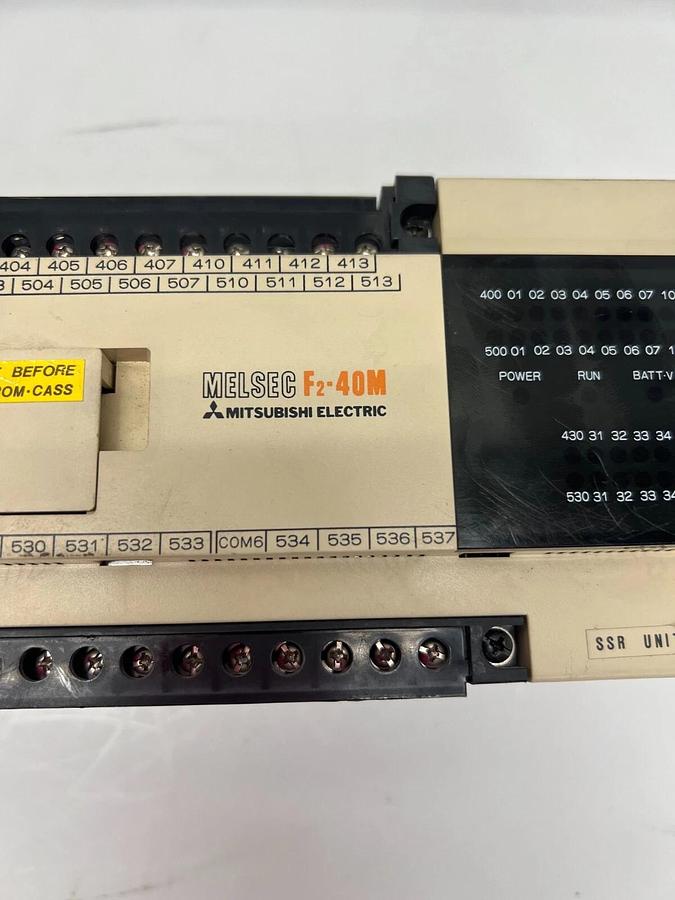 404 405 406 407 410 411 412 413
504 505 506 507 510 511 512 513
400 01 02 03 04 05 06 07 10
500 01 02 03 04 05 06 07
POWER RUN BATT·V
BEFORE
OM·CASS
MELSEC F2-40M
MITSUBISHI ELECTRIC
430 31 32 33 34
530 31 32 33 34
530 531 532 533 COM6 534 535 536 537
SSR UNIT